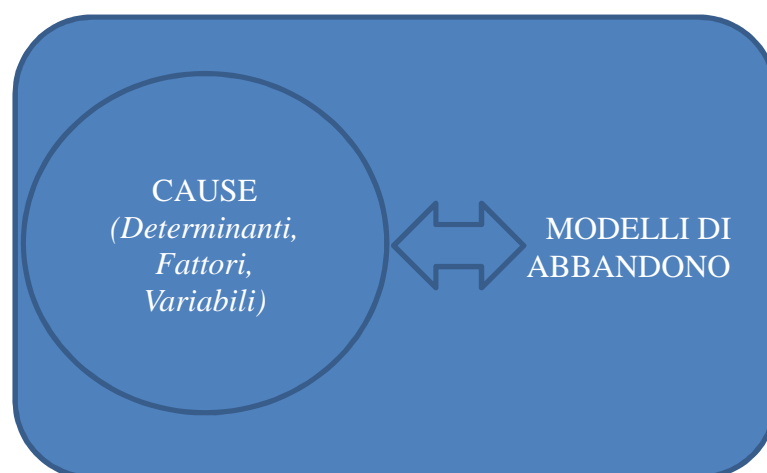 CAUSE
(Determinanti,
Fattori,
Variabili)
MODELLI DI
ABBANDONO